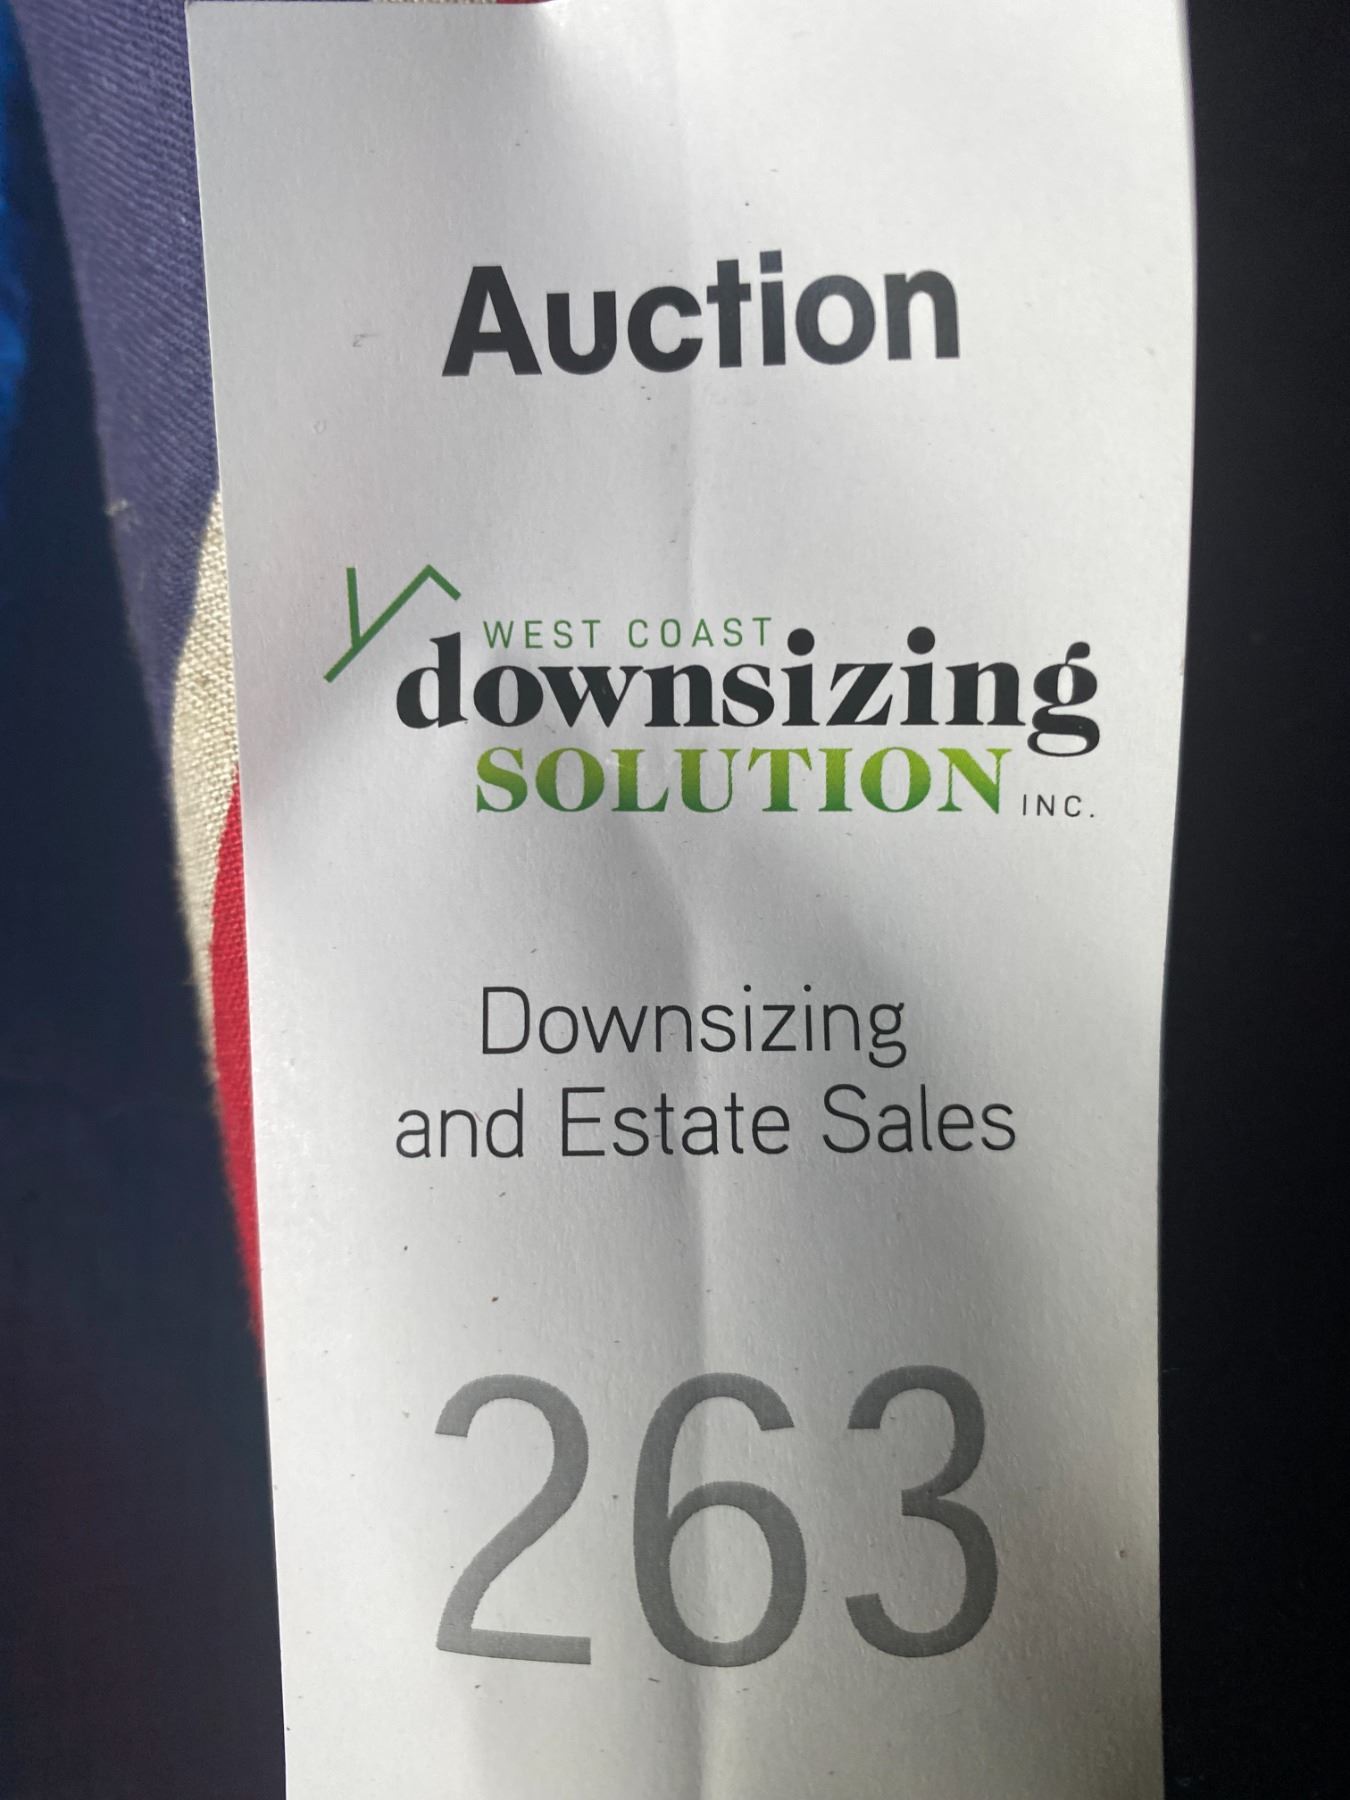 Auction
WEST COAST
downsizing
SOLUTION INC.
Downsizing
and Estate Sales
263